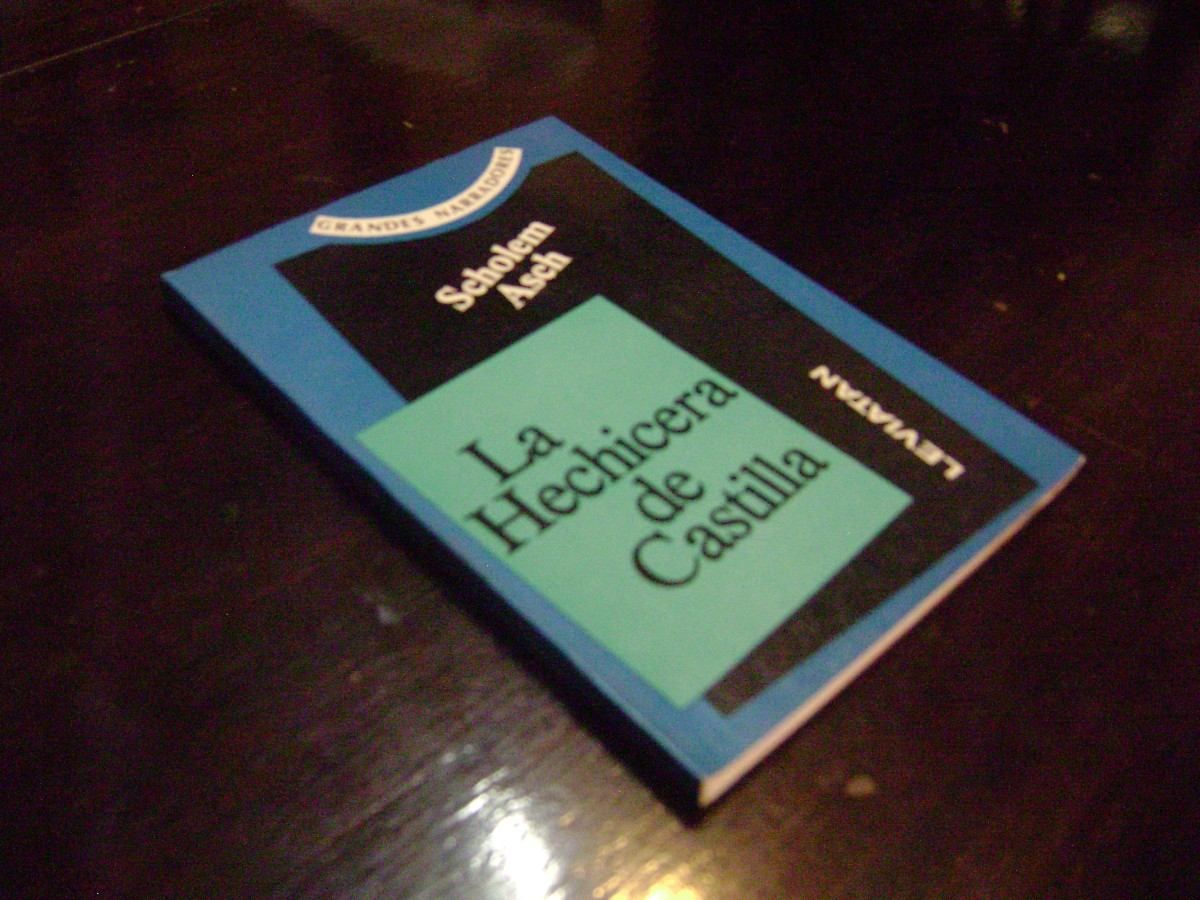 GRANDES NARRADORES
Scholem
Asch
La
Hechicera
de
Castilla
LEVIATAN